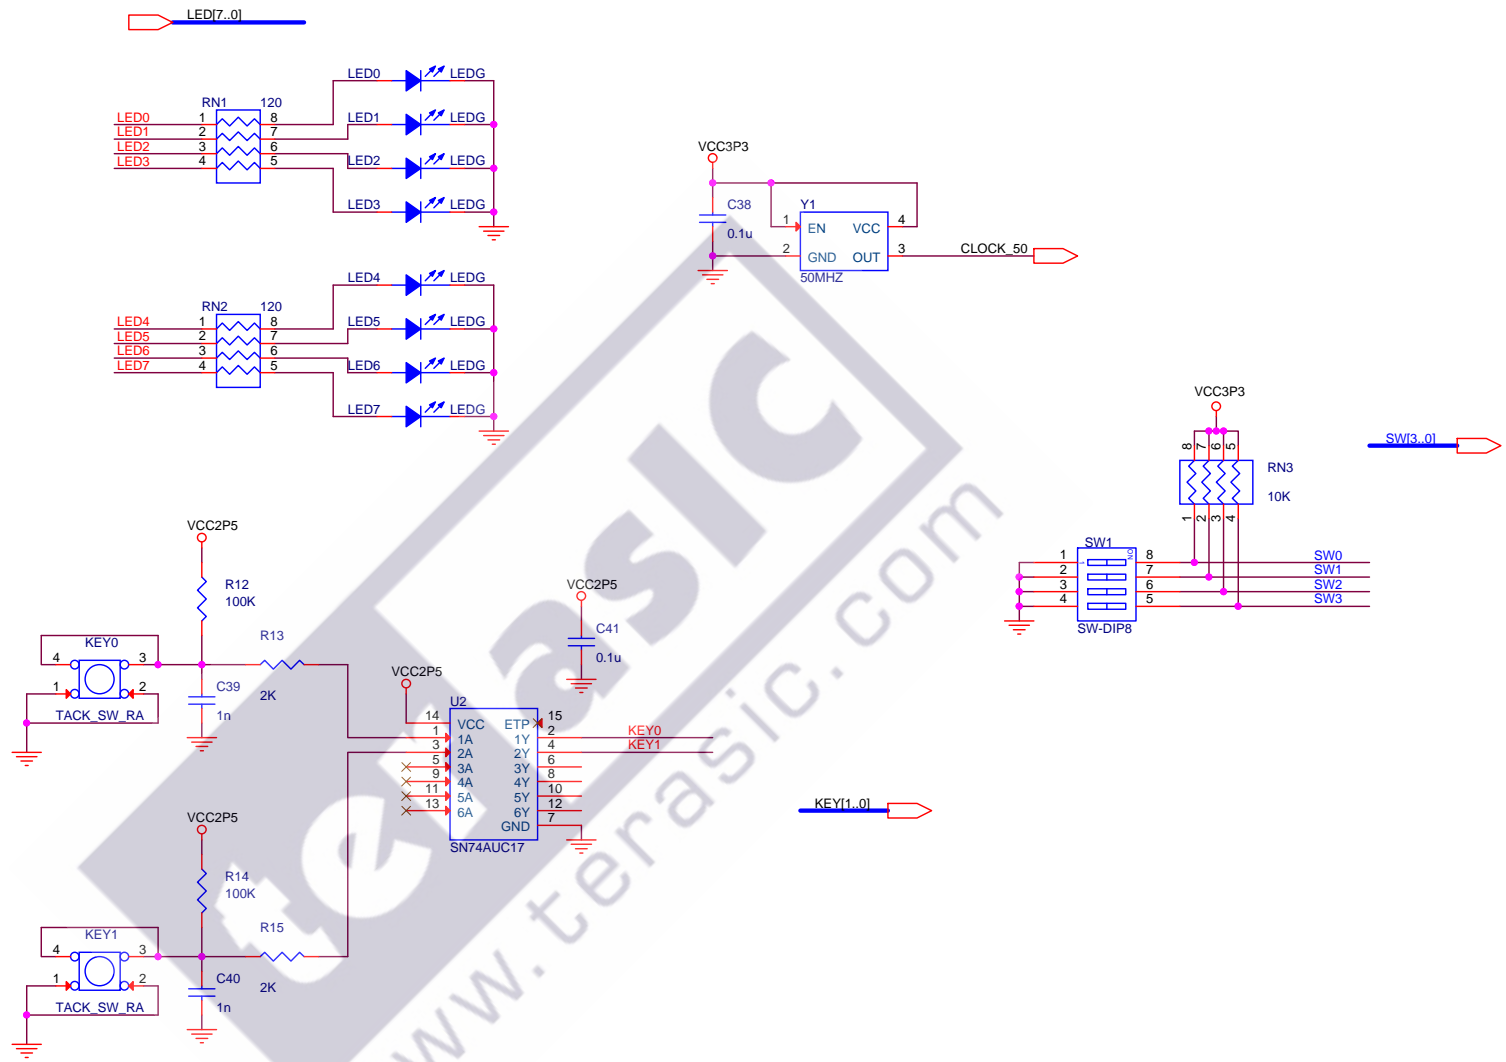 LED[7..0]
LED0 LEDG
RN1 120
LED0 1 8 LED1 LEDG
LED1 2 7
LED2 3 6 LED2 LEDG
LED3 4 5
LED3 LEDG
VCC3P3
C38
0.1u
Y1
1 EN VCC 4
2 GND OUT 3 CLOCK_50
50MHZ
LED4 LEDG
RN2 120
LED4 1 8 LED5 LEDG
LED5 2 7
LED6 3 6 LED6 LEDG
LED7 4 5
LED7 LEDG
VCC3P3
8 7 6 5
RN3
10K
1 2 3 4
SW[3..0]
SW1
ON
1 8 SW0
2 7 SW1
3 6 SW2
4 5 SW3
SW-DIP8
VCC2P5
R12
100K
R13
2K
KEY0
4 3
1 2
TACK_SW_RA
C39
1n
VCC2P5
C41
0.1u
VCC2P5
U2
14 VCC ETP 15
1 1A 1Y 2 KEY0
3 2A 2Y 4 KEY1
5 3A 3Y 6
9 4A 4Y 8
11 5A 5Y 10
13 6A 6Y 12
GND 7
SN74AUC17
KEY[1..0]
VCC2P5
R14
100K
R15
2K
KEY1
4 3
1 2
TACK_SW_RA
C40
1n
terasic
www.terasic.com